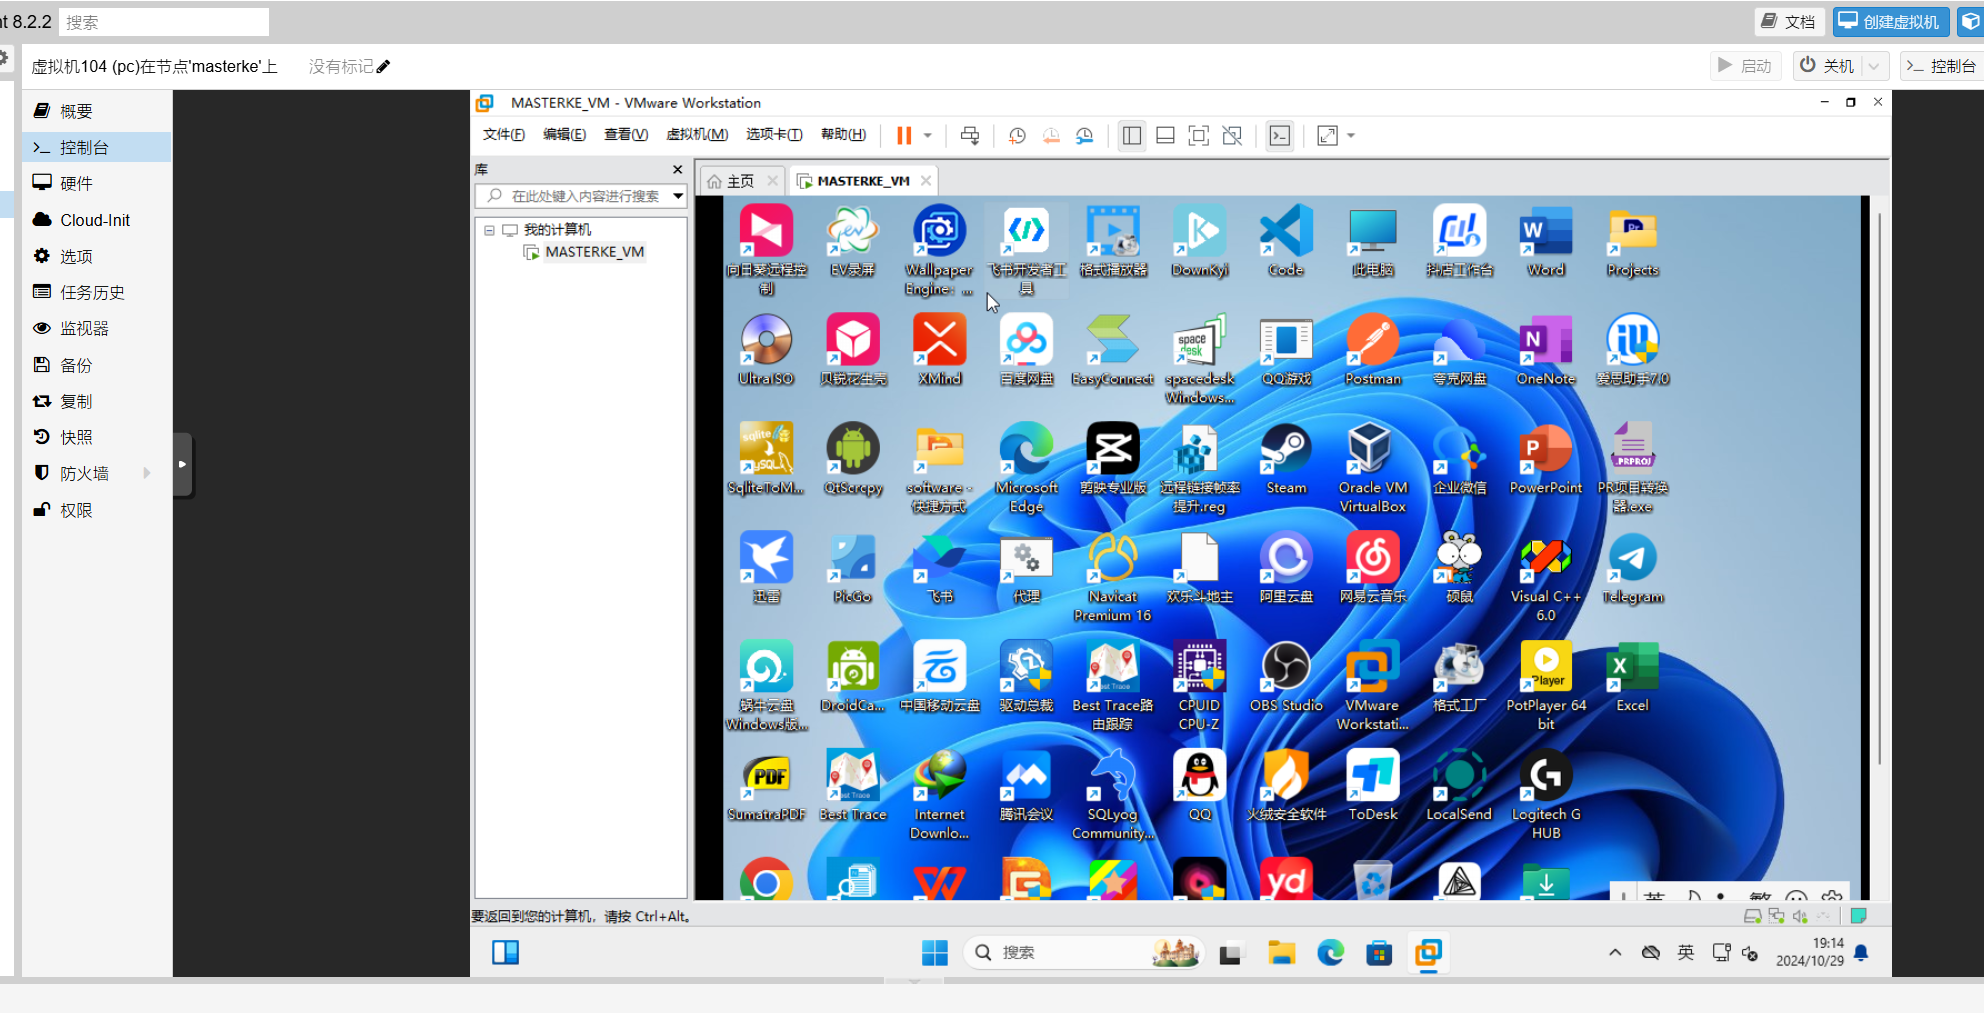 nt 8.2.2 搜索 文档 创建虚拟机
虚拟机104 (pc)在节点'masterke'上 没有标记 启动 关机 控制台
概要
控制台
硬件
Cloud-Init
选项
任务历史
监视器
备份
复制
快照
防火墙
权限
MASTERKE_VM - VMware Workstation
文件(F) 编辑(E) 查看(V) 虚拟机(M) 选项卡(T) 帮助(H)
库
在此处键入内容进行搜索
我的计算机
MASTERKE_VM
主页 MASTERKE_VM
向日葵远程控制
EV录屏
Wallpaper Engine：...
飞书开发者工具
格式播放器
DownKyi
Code
此电脑
抖店工作台
Word
Projects
UltraISO
贝锐花生壳
XMind
百度网盘
EasyConnect
spacedesk Windows...
QQ游戏
Postman
夸克网盘
OneNote
爱思助手7.0
SqliteToM...
QtScrcpy
software - 快捷方式
Microsoft Edge
剪映专业版
远程链接帧率提升.reg
Steam
Oracle VM VirtualBox
企业微信
PowerPoint
PR项目转换器.exe
迅雷
PicGo
飞书
代理
Navicat Premium 16
欢乐斗地主
阿里云盘
网易云音乐
硕鼠
Visual C++ 6.0
Telegram
蜗牛云盘 Windows版...
DroidCa...
中国移动云盘
驱动总裁
Best Trace路由跟踪
CPUID CPU-Z
OBS Studio
VMware Workstati...
格式工厂
PotPlayer 64 bit
Excel
SumatraPDF
Best Trace
Internet Downlo...
腾讯会议
SQLyog Community...
QQ
火绒安全软件
ToDesk
LocalSend
Logitech G HUB
要返回到您的计算机，请按 Ctrl+Alt。
搜索
英
19:14
2024/10/29